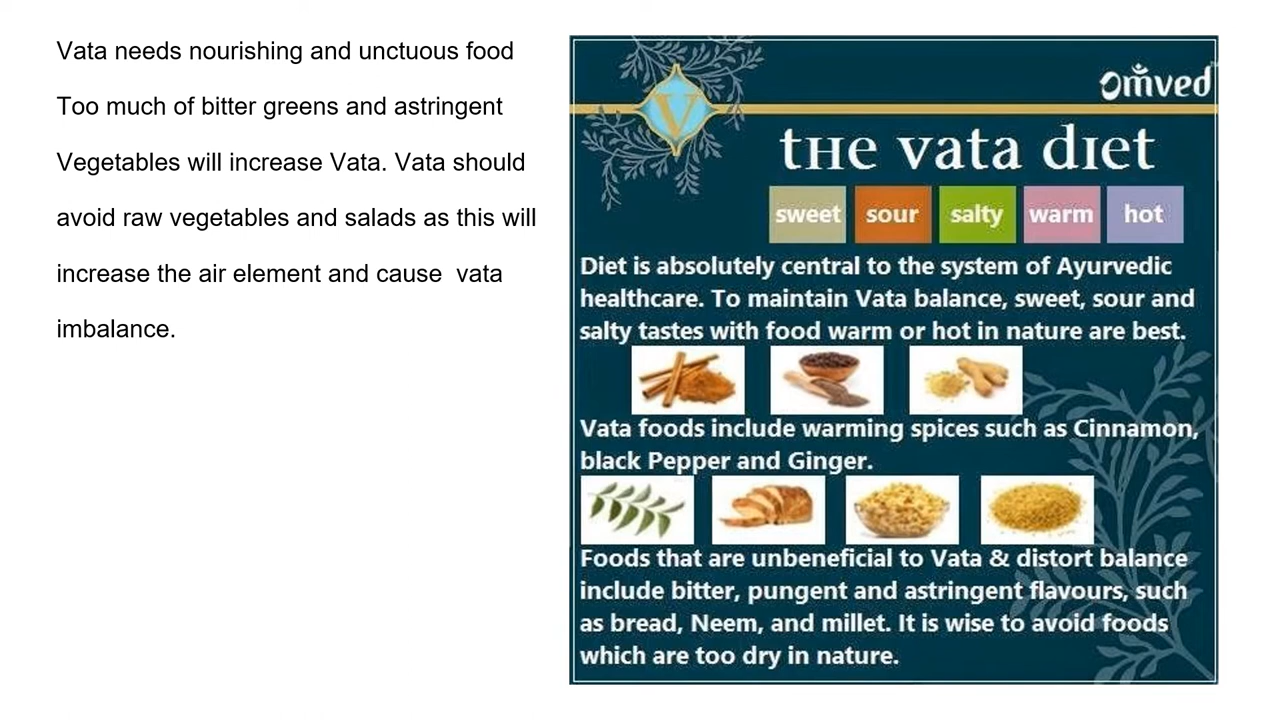 Vata needs nourishing and unctuous food
Too much of bitter greens and astringent
Vegetables will increase Vata. Vata should
avoid raw vegetables and salads as this will
increase the air element and cause  vata
imbalance.
omved
V
the vata diet
sweet sour salty warm hot
Diet is absolutely central to the system of Ayurvedic
healthcare. To maintain Vata balance, sweet, sour and
salty tastes with food warm or hot in nature are best.
Vata foods include warming spices such as Cinnamon,
black Pepper and Ginger.
Foods that are unbeneficial to Vata & distort balance
include bitter, pungent and astringent flavours, such
as bread, Neem, and millet. It is wise to avoid foods
which are too dry in nature.